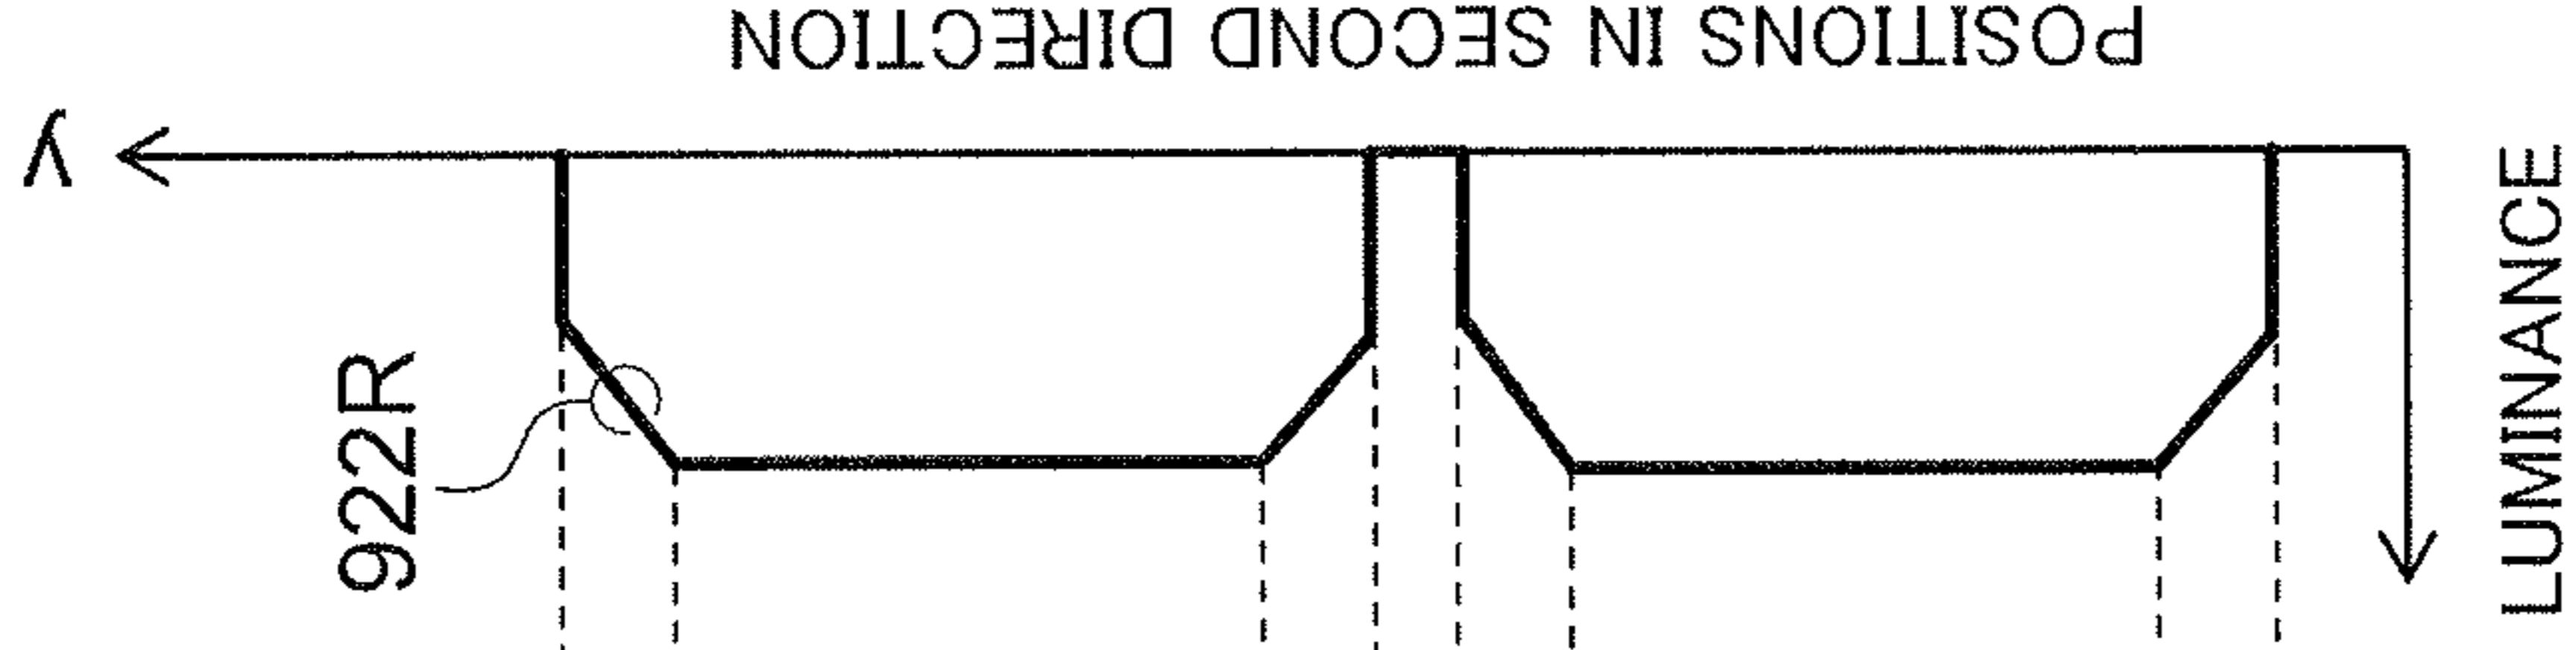 POSITIONS IN SECOND DIRECTION
y
922R
LUMINANCE